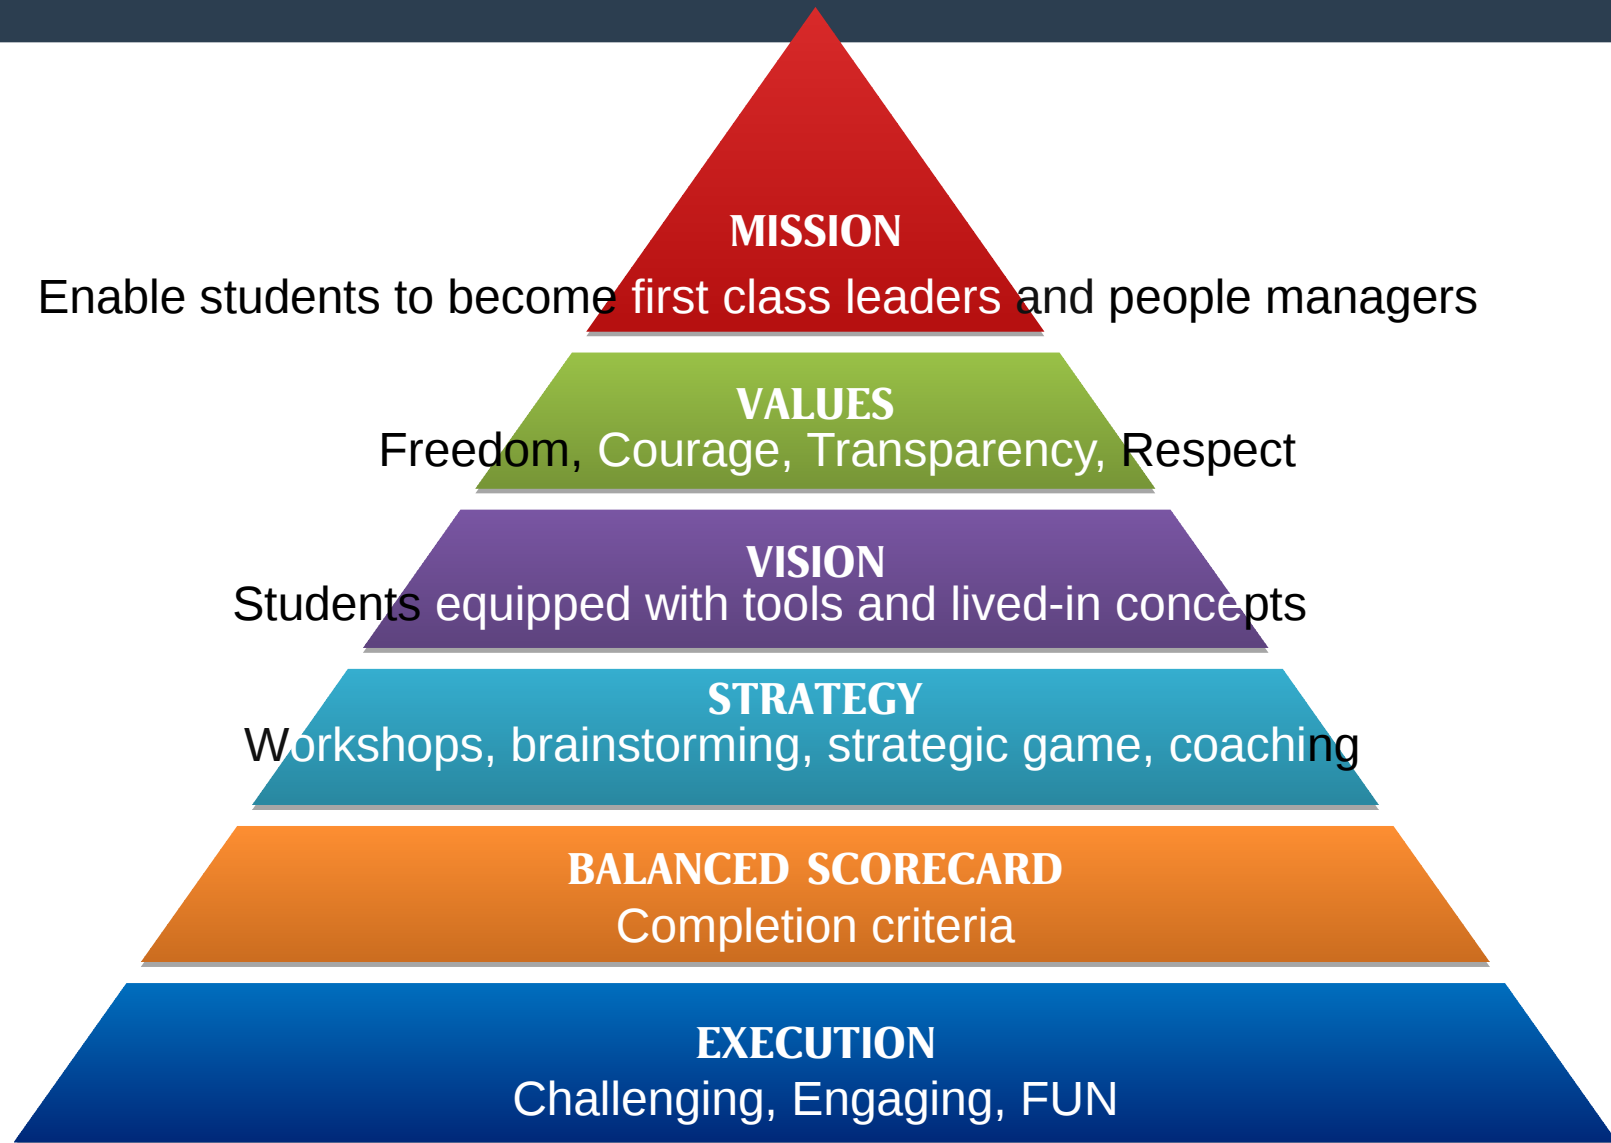 MISSION
Enable students to become first class leaders and people managers
VALUES
Freedom, Courage, Transparency, Respect
VISION
Students equipped with tools and lived-in concepts
STRATEGY
Workshops, brainstorming, strategic game, coaching
BALANCED SCORECARD
Completion criteria
EXECUTION
Challenging, Engaging, FUN